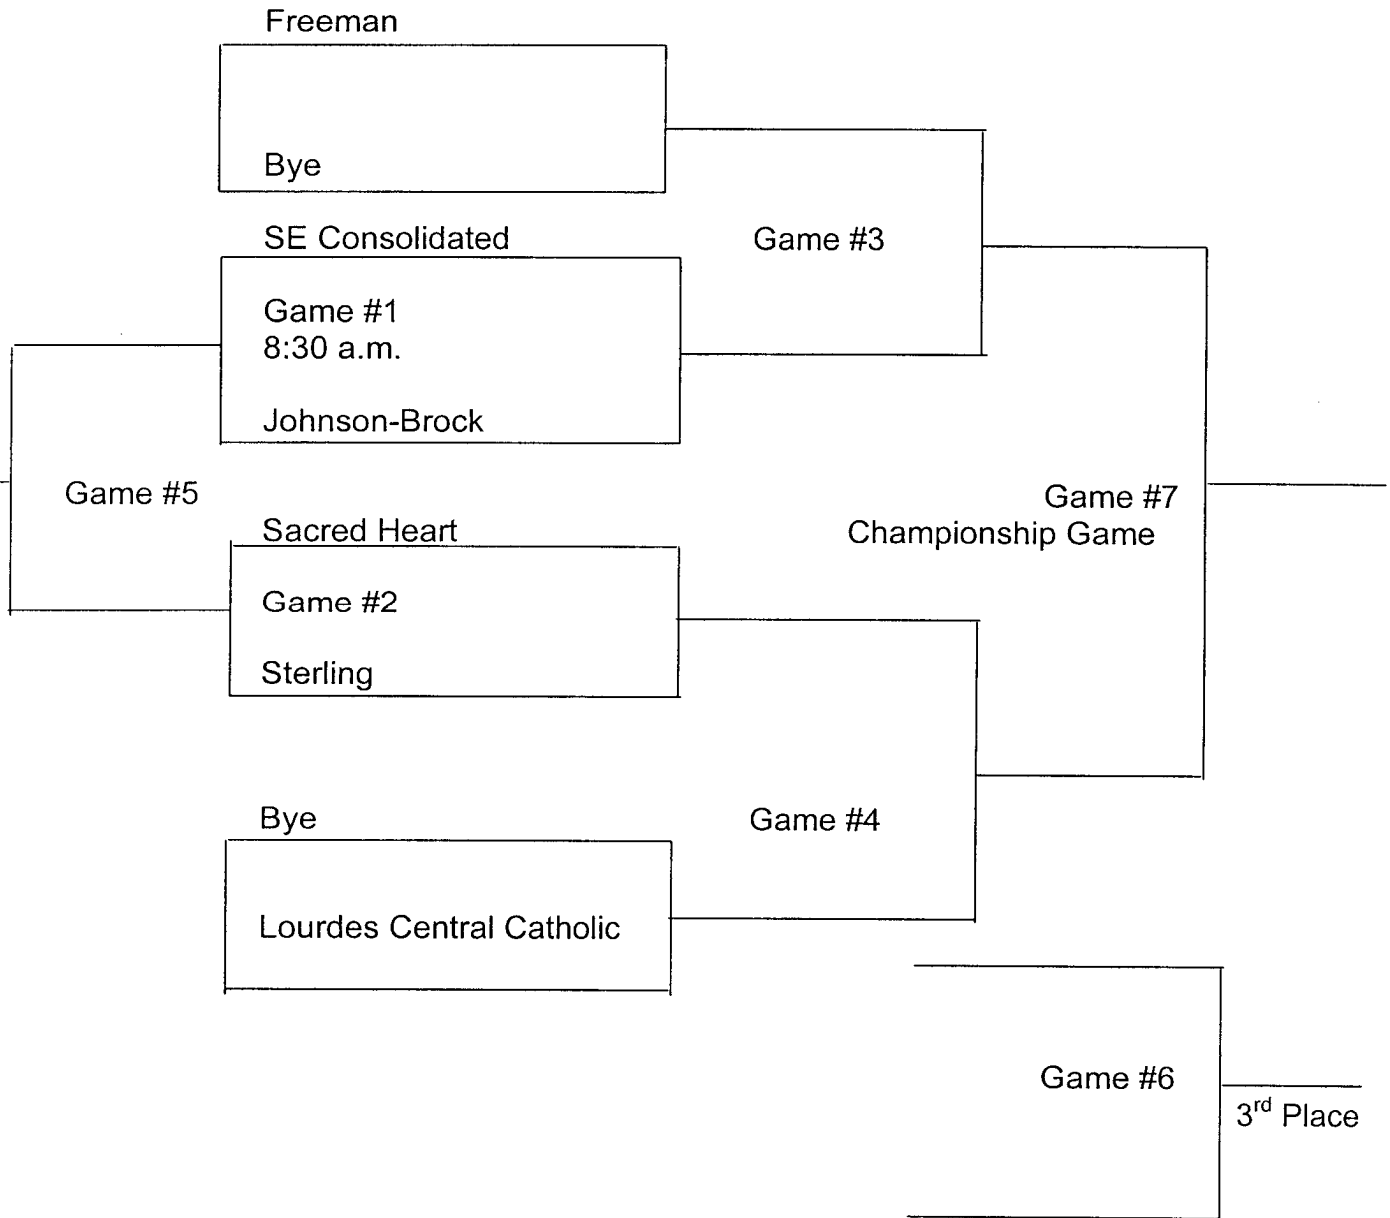 Freeman
Bye
SE Consolidated
Game #3
Game #1
8:30 a.m.
Johnson-Brock
Game #5
Game #7
Championship Game
Sacred Heart
Game #2
Sterling
Bye
Game #4
Lourdes Central Catholic
Game #6
3rd Place